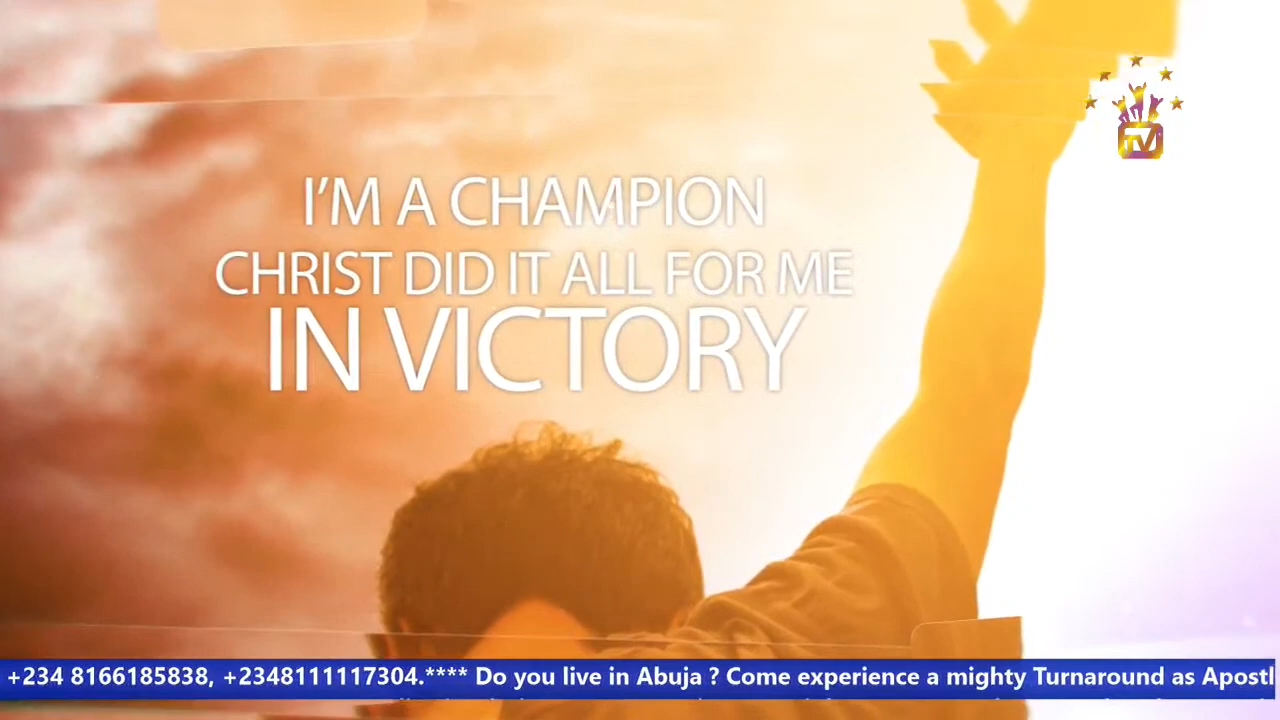 TV
I'M A CHAMPION
CHRIST DID IT ALL FOR ME
IN VICTORY
+234 8166185838, +2348111117304.**** Do you live in Abuja ? Come experience a mighty Turnaround as Apostl